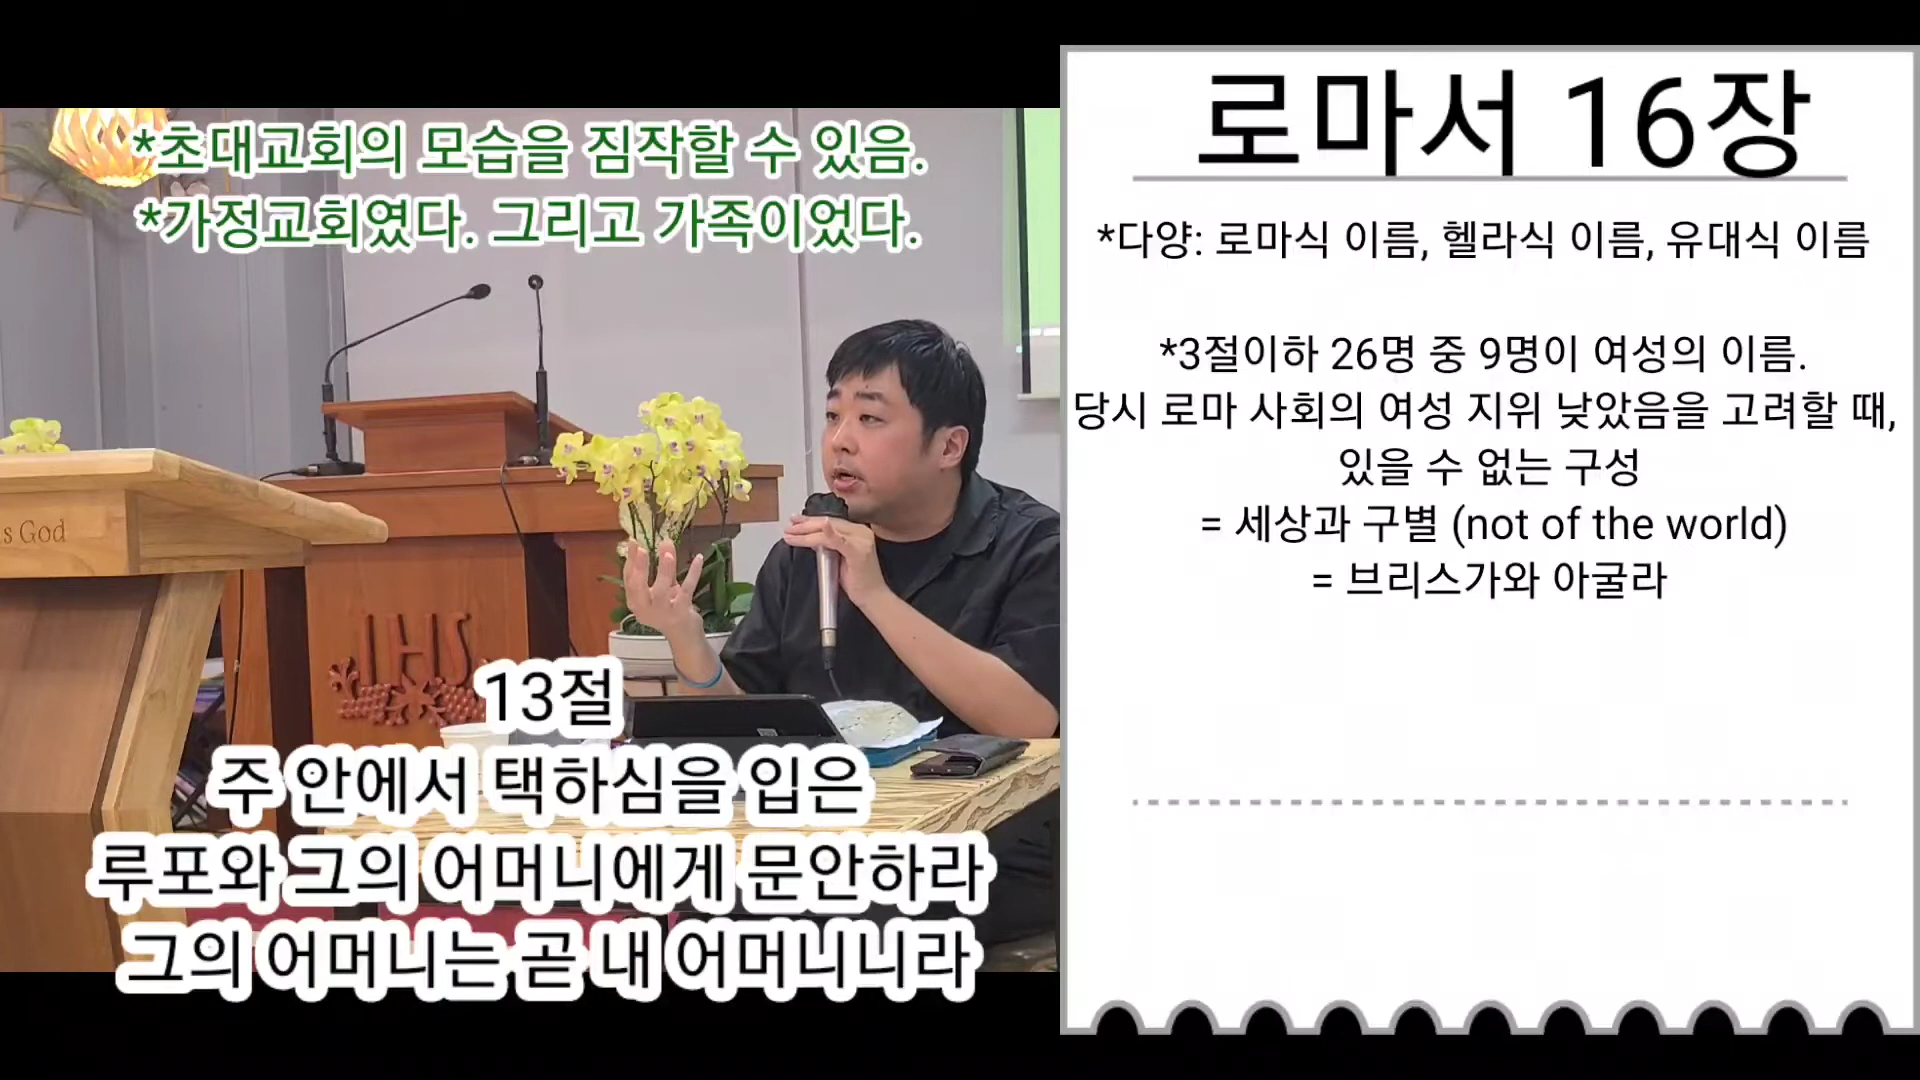 *초대교회의 모습을 짐작할 수 있음.
*가정교회였다. 그리고 가족이었다.
s God
IHS
13절
주 안에서 택하심을 입은
루포와 그의 어머니에게 문안하라
그의 어머니는 곧 내 어머니니라
로마서 16장
*다양: 로마식 이름, 헬라식 이름, 유대식 이름
*3절이하 26명 중 9명이 여성의 이름.
당시 로마 사회의 여성 지위 낮았음을 고려할 때,
있을 수 없는 구성
= 세상과 구별 (not of the world)
= 브리스가와 아굴라